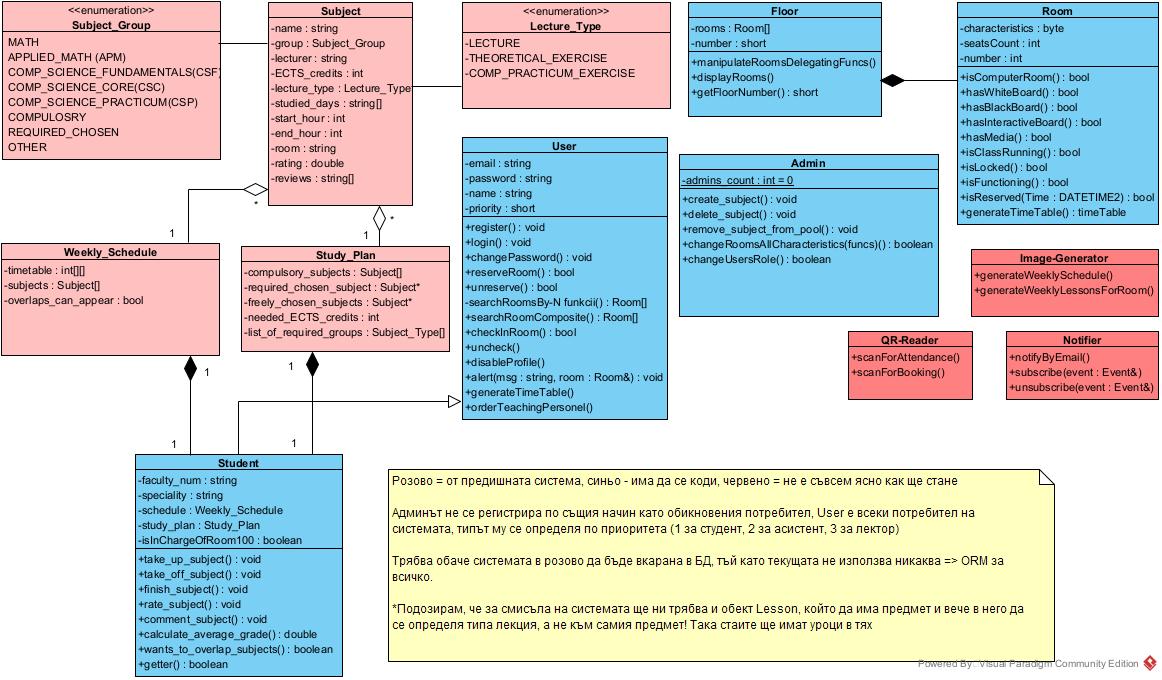 <<enumeration>>
Subject_Group
MATH
APPLIED_MATH (APM)
COMP_SCIENCE_FUNDAMENTALS(CSF)
COMP_SCIENCE_CORE(CSC)
COMP_SCIENCE_PRACTICUM(CSP)
COMPULOSRY
REQUIRED_CHOSEN
OTHER
Subject
-name : string
-group : Subject_Group
-lecturer : string
-ECTS_credits : int
-lecture_type : Lecture_Type
-studied_days : string[]
-start_hour : int
-end_hour : int
-room : string
-rating : double
-reviews : string[]
<<enumeration>>
Lecture_Type
-LECTURE
-THEORETICAL_EXERCISE
-COMP_PRACTICUM_EXERCISE
Floor
-rooms : Room[]
-number : short
+manipulateRoomsDelegatingFuncs()
+displayRooms()
+getFloorNumber() : short
Room
-characteristics : byte
-seatsCount : int
-number : int
+isComputerRoom() : bool
+hasWhiteBoard() : bool
+hasBlackBoard() : bool
+hasInteractiveBoard() : bool
+hasMedia() : bool
+isClassRunning() : bool
+isLocked() : bool
+isFunctioning() : bool
+isReserved(Time : DATETIME2) : bool
+generateTimeTable() : timeTable
User
-email : string
-password : string
-name : string
-priority : short
+register() : void
+login() : void
+changePassword() : void
+reserveRoom() : bool
+unreserve() : bool
-searchRoomsBy-N funkcii() : Room[]
+searchRoomComposite() : Room[]
+checkInRoom() : bool
+uncheck()
+disableProfile()
+alert(msg : string, room : Room&) : void
+generateTimeTable()
+orderTeachingPersonel()
Admin
-admins_count : int = 0
+create_subject() : void
+delete_subject() : void
+remove_subject_from_pool() : void
+changeRoomsAllCharacteristics(funcs)() : boolean
+changeUsersRole() : boolean
*
1
*
1
Weekly_Schedule
-timetable : int[][]
-subjects : Subject[]
-overlaps_can_appear : bool
Study_Plan
-compulsory_subjects : Subject[]
-required_chosen_subject : Subject*
-freely_chosen_subjects : Subject*
-needed_ECTS_credits : int
-list_of_required_groups : Subject_Type[]
Image-Generator
+generateWeeklySchedule()
+generateWeeklyLessonsForRoom()
QR-Reader
+scanForAttendance()
+scanForBooking()
Notifier
+notifyByEmail()
+subscribe(event : Event&)
+unsubscribe(event : Event&)
1
1
1
1
Student
-faculty_num : string
-speciality : string
-schedule : Weekly_Schedule
-study_plan : Study_Plan
-isInChargeOfRoom100 : boolean
+take_up_subject() : void
+take_off_subject() : void
+finish_subject() : void
+rate_subject() : void
+comment_subject() : void
+calculate_average_grade() : double
+wants_to_overlap_subjects() : boolean
+getter() : boolean
Розово = от предишната система, синьо - има да се коди, червено = не е съвсем ясно как ще стане
Админът не се регистрира по същия начин като обикновения потребител, User е всеки потребител на
системата, типът му се определя по приоритета (1 за студент, 2 за асистент, 3 за лектор)
Трябва обаче системата в розово да бъде вкарана в БД, тъй като текущата не използва никаква => ORM за
всичко.
*Подозирам, че за смисъла на системата ще ни трябва и обект Lesson, който да има предмет и вече в него да
се определя типа лекция, а не към самия предмет! Така стаите ще имат уроци в тях
Powered By Visual Paradigm Community Edition